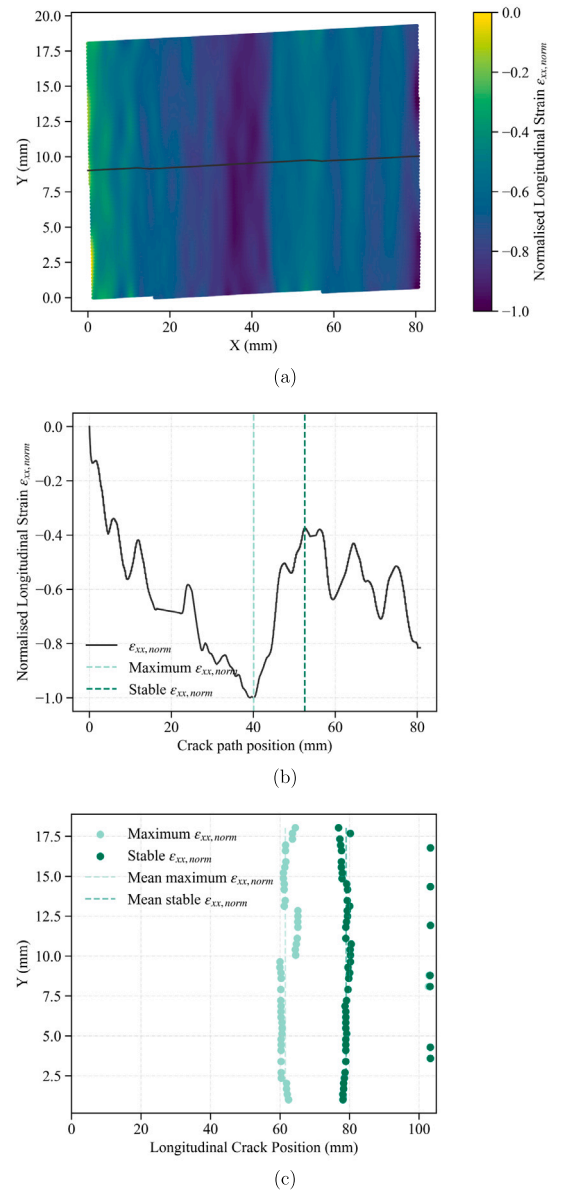 20.0
17.5
15.0
12.5
10.0
7.5
5.0
2.5
0.0
Y (mm)
0 20 40 60 80
X (mm)
0.0
−0.2
−0.4
−0.6
−0.8
−1.0
Normalised Longitudinal Strain εxx,norm
(a)
0.0
−0.2
−0.4
−0.6
−0.8
−1.0
Normalised Longitudinal Strain εxx,norm
εxx,norm
Maximum εxx,norm
Stable εxx,norm
0 20 40 60 80
Crack path position (mm)
(b)
17.5
15.0
12.5
10.0
7.5
5.0
2.5
Y (mm)
Maximum εxx,norm
Stable εxx,norm
Mean maximum εxx,norm
Mean stable εxx,norm
0 20 40 60 80 100
Longitudinal Crack Position (mm)
(c)